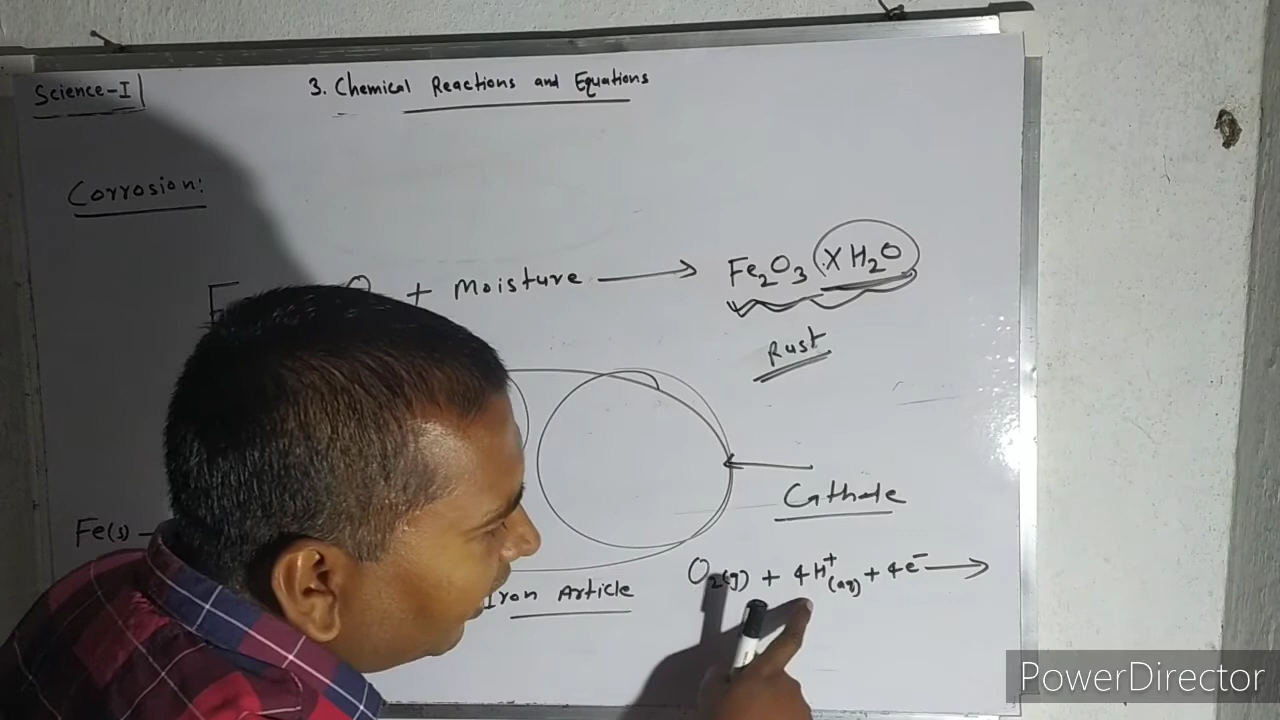 Science-I
3. Chemical Reactions and Equations
Corrosion:
+ Moisture ⟶ Fe₂O₃ XH₂O
Rust
Cathode
Fe(s)
O₂(g) + 4H⁺(aq) + 4e⁻ ⟶
Iron Article
PowerDirector